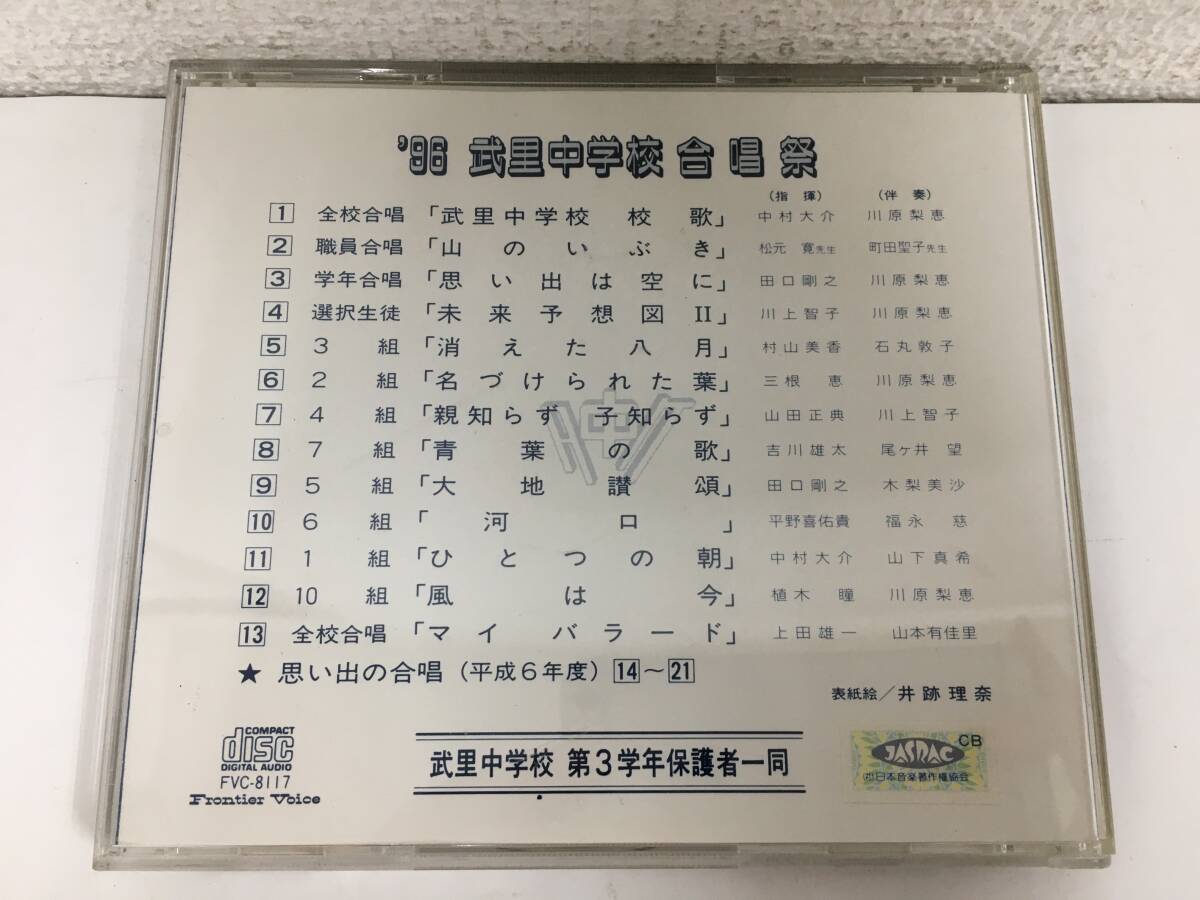 '96 武里中学校 合唱祭
(指揮) (伴奏)
1 全校合唱 「武里中学校 校歌」 中村大介 川原梨恵
2 職員合唱 「山のいぶき」 松元 寛先生 町田聖子先生
3 学年合唱 「思い出は空に」 田口剛之 川原梨恵
4 選択生徒 「未来予想図II」 川上智子 川原梨恵
5 3組 「消えた八月」 村山美香 石丸敦子
6 2組 「名づけられた葉」 三根 恵 川原梨恵
7 4組 「親知らず 子知らず」 山田正典 川上智子
8 7組 「青葉の歌」 吉川雄太 尾ヶ井 望
9 5組 「大地讃頌」 田口剛之 木梨美沙
10 6組 「河口」 平野喜佑貴 福永 慈
11 1組 「ひとつの朝」 中村大介 山下真希
12 10組 「風は今」 植木 瞳 川原梨恵
13 全校合唱 「マイ バラード」 上田雄一 山本有佳里
★ 思い出の合唱 (平成6年度) 14〜21
表紙絵/井跡理奈
COMPACT
disc
DIGITAL AUDIO
FVC-8117
Frontier Voice
武里中学校 第3学年保護者一同
JASRAC CB
(社)日本音楽著作権協会